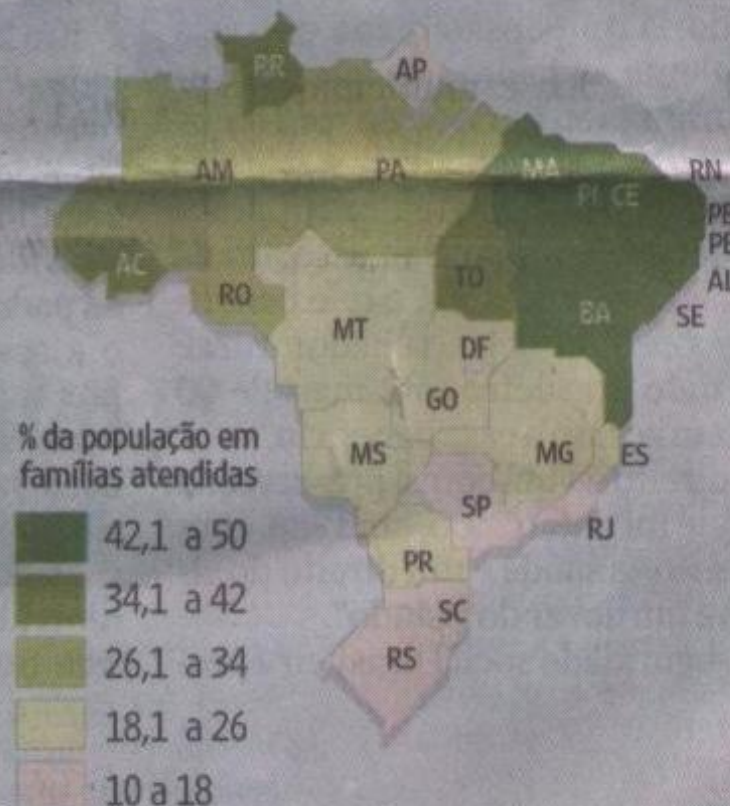 RR
AP
AM
PA
MA
RN
PI CE
PB
PE
AL
AC
TO
RO
BA
SE
MT
DF
GO
% da população em
famílias atendidas
MS
MG
ES
42,1 a 50
SP
RJ
PR
34,1 a 42
SC
26,1 a 34
RS
18,1 a 26
10 a 18